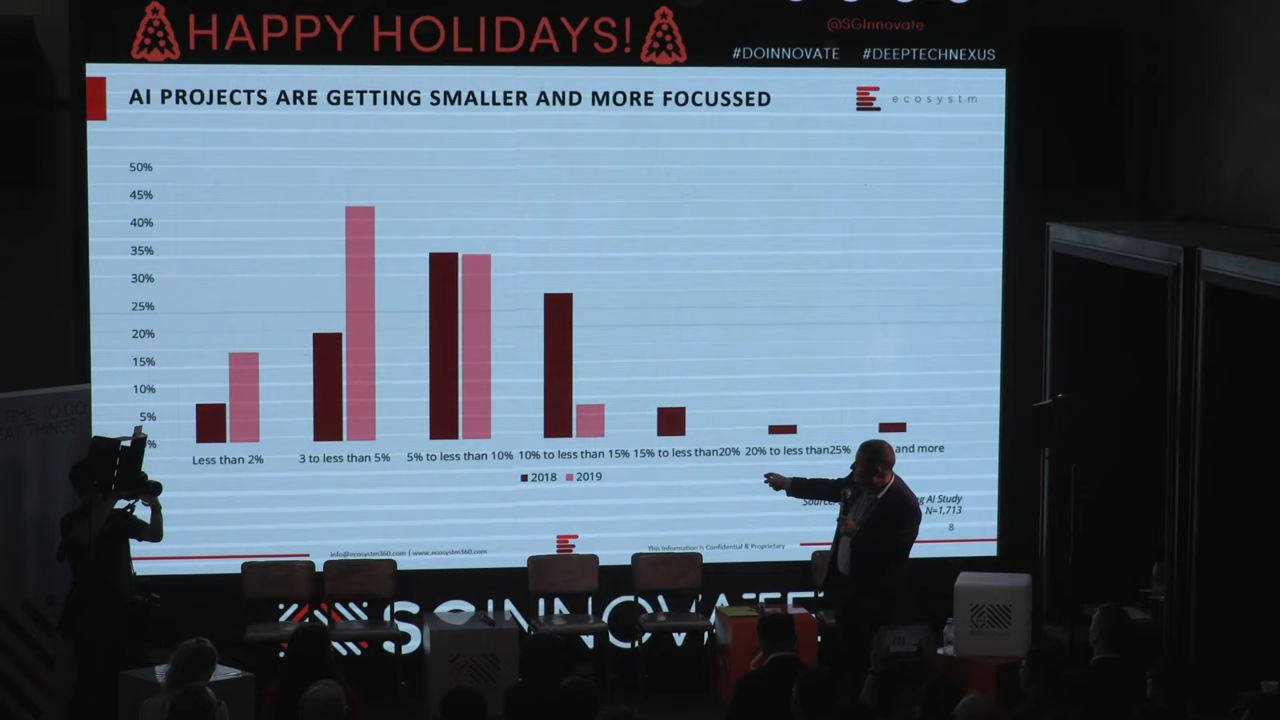 HAPPY HOLIDAYS!
@SGInnovate
#DOINNOVATE #DEEPTECHNEXUS
AI PROJECTS ARE GETTING SMALLER AND MORE FOCUSSED
ecosystm
50%
45%
40%
35%
30%
25%
20%
15%
10%
5%
%
Less than 2% 3 to less than 5% 5% to less than 10% 10% to less than 15% 15% to less than20% 20% to less than25% and more
2018 2019
AI Study
N=1,713
8
info@ecosystm360.com | www.ecosystm360.com
This Information is Confidential & Proprietary
SGINNOVATE